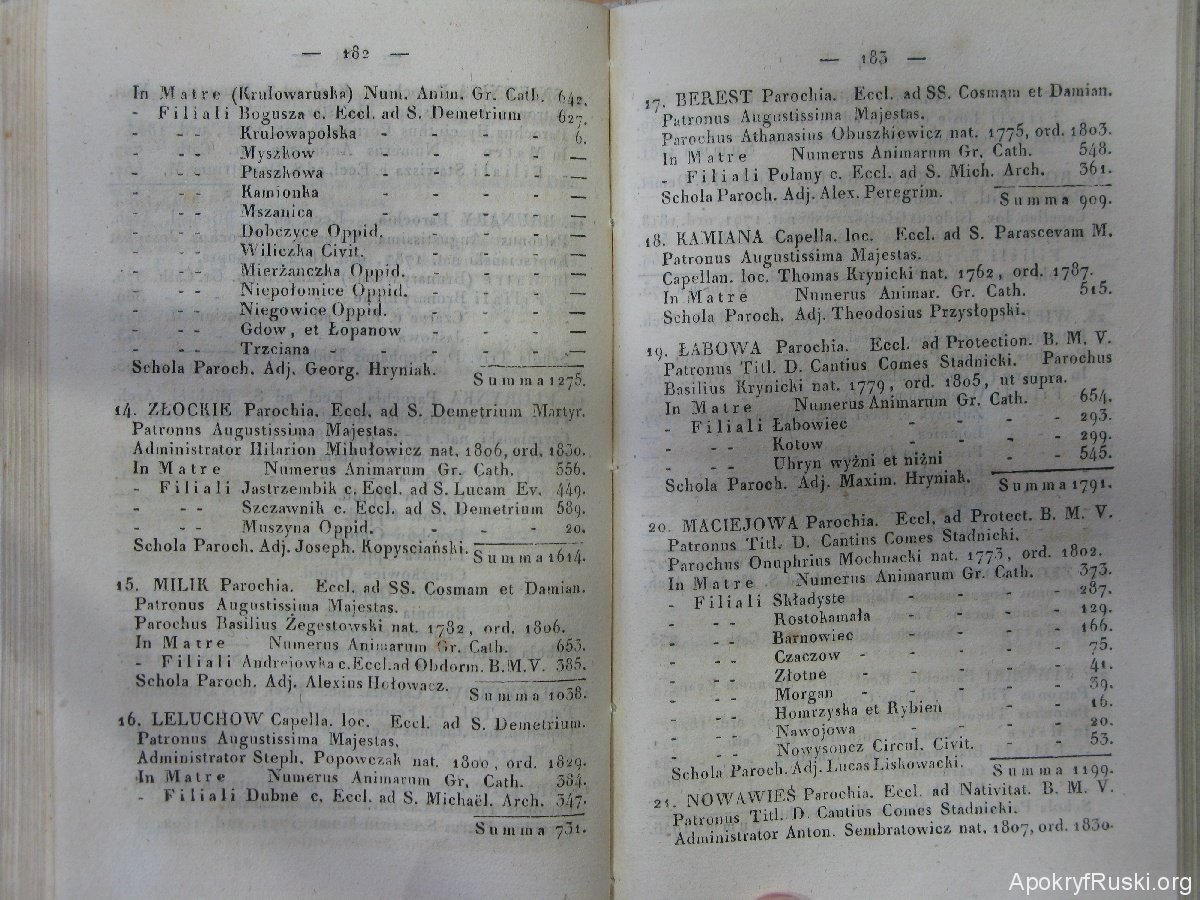 — 182 —
In Matre (Krulowaruska) Num. Anim. Gr. Cath. 642.
- Filiali Bogusza c. Eccl. ad S. Demetrium 627.
- - - Krulowapolska - - - - 6.
- - - Myszkow - - - - —
- - - Ptaszkowa - - - - —
- - - Kamionka - - - - —
- - - Mszanica - - - - —
- - - Dobczyce Oppid. - - - —
- - - Wiliczka Civit. - - - —
- - - Mierżanczka Oppid. - - - —
- - - Niepołomice Oppid. - - - —
- - - Niegowice Oppid. - - - —
- - - Gdow, et Łopanow - - - —
- - - Trzciana - - - - - —
Schola Paroch. Adj. Georg. Hryniak.
Summa 1275.
14. ZŁOCKIE Parochia. Eccl. ad S. Demetrium Martyr.
Patronus Augustissima Majestas.
Administrator Hilarion Mihułowicz nat. 1806, ord. 1830.
In Matre Numerus Animarum Gr. Cath. 556.
- Filiali Jastrzembik c. Eccl. ad S. Lucam Ev. 449.
- - - Szczawnik c. Eccl. ad S. Demetrium 589.
- - - Muszyna Oppid. - - - 20.
Schola Paroch. Adj. Joseph. Kopysciański.
Summa 1614.
15. MILIK Parochia. Eccl. ad SS. Cosmam et Damian.
Patronus Augustissima Majestas.
Parochus Basilius Żegestowski nat. 1782, ord. 1806.
In Matre Numerus Animarum Gr. Cath. 653.
- Filiali Andrejowka c. Eccl. ad Obdorm. B. M. V. 385.
Schola Paroch. Adj. Alexius Hołowacz.
Summa 1038.
16. LELUCHOW Capella. loc. Eccl. ad S. Demetrium.
Patronus Augustissima Majestas.
Administrator Steph. Popowczak nat. 1800, ord. 1829.
In Matre Numerus Animarum Gr. Cath. 384.
- Filiali Dubne c. Eccl. ad S. Michaël. Arch. 347.
Summa 731.
— 183 —
17. BEREST Parochia. Eccl. ad SS. Cosmam et Damian.
Patronus Augustissima Majestas.
Parochus Athanasius Obuszkiewicz nat. 1775, ord. 1803.
In Matre Numerus Animarum Gr. Cath. 548.
- Filiali Polany c. Eccl. ad S. Mich. Arch. 361.
Schola Paroch. Adj. Alex. Peregrim.
Summa 909.
18. KAMIANA Capella. loc. Eccl. ad S. Parascevam M.
Patronus Augustissima Majestas.
Capellan. loc. Thomas Krynicki nat. 1762, ord. 1787.
In Matre Numerus Animar. Gr. Cath. 515.
Schola Paroch. Adj. Theodosius Przysłopski.
19. ŁABOWA Parochia. Eccl. ad Protection. B. M. V.
Patronus Titl. D. Cantius Comes Stadnicki. Parochus
Basilius Krynicki nat. 1779, ord. 1805, ut supra.
In Matre Numerus Animarum Gr. Cath. 654.
- Filiali Łabowiec - - - - 293.
- - - Kotow - - - - 299.
- - - Uhryn wyżni et niżni - - 545.
Schola Paroch. Adj. Maxim. Hryniak.
Summa 1791.
20. MACIEJOWA Parochia. Eccl. ad Protect. B. M. V.
Patronus Titl. D. Cantius Comes Stadnicki.
Parochus Onuphrius Mochnacki nat. 1773, ord. 1802.
In Matre Numerus Animarum Gr. Cath. 373.
- Filiali Składyste - - - - 287.
- - - Rostokamała - - - - 129.
- - - Barnowiec - - - - 166.
- - - Czaczow - - - - - 75.
- - - Złotne - - - - - 41.
- - - Morgan - - - - - 39.
- - - Homrzyska et Rybień - - 16.
- - - Nawojowa - - - 20.
- - - Nowysoncz Circul. Civit. - - 53.
Schola Paroch. Adj. Lucas Liskowacki.
Summa 1199.
21. NOWAWIEŚ Parochia. Eccl. ad Nativitat. B. M. V.
Patronus Titl. D. Cantius Comes Stadnicki.
Administrator Anton. Sembratowicz nat. 1807, ord. 1830.
ApokryfRuski.org